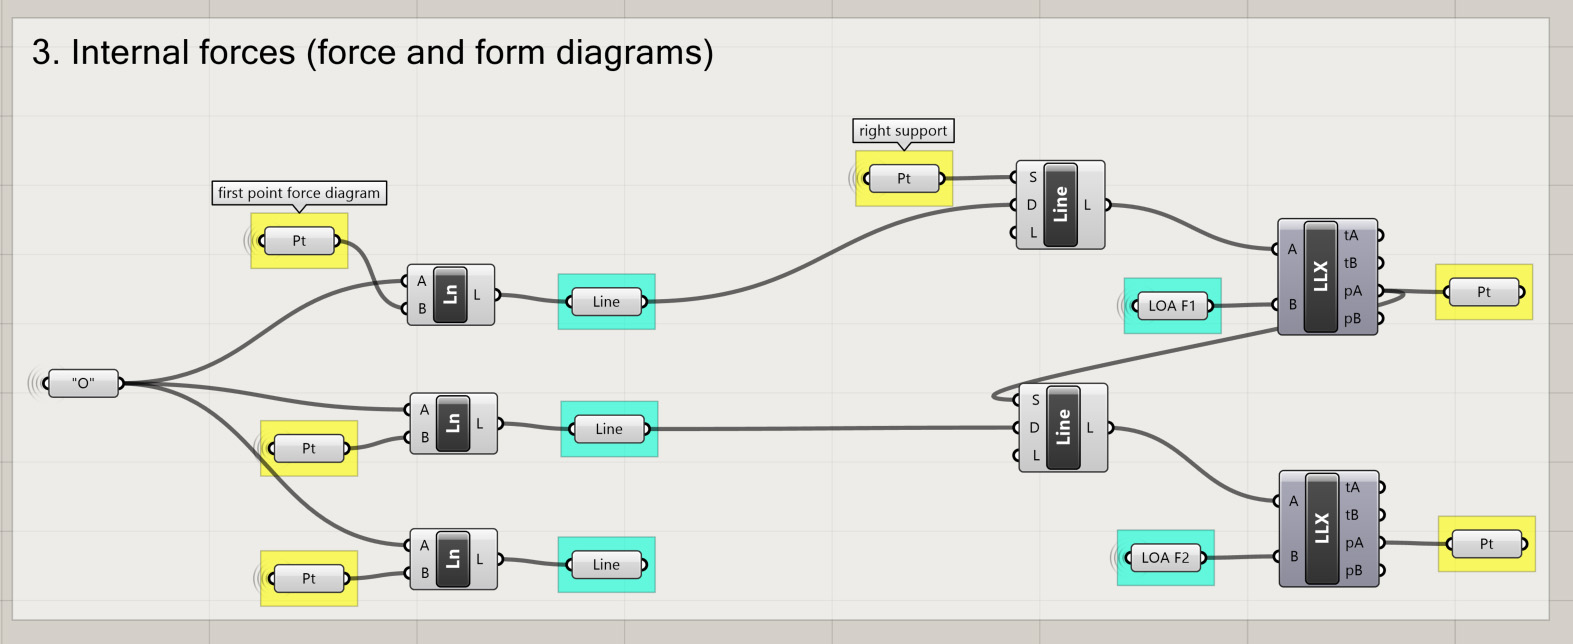 3. Internal forces (force and form diagrams)
right support
Pt
S
D
L
Line
L
first point force diagram
Pt
A
B
Ln
L
Line
A
B
LLX
tA
tB
pA
pB
Pt
LOA F1
"O"
A
B
Ln
L
Line
Pt
S
D
L
Line
L
A
B
LLX
tA
tB
pA
pB
Pt
LOA F2
A
B
Ln
L
Line
Pt